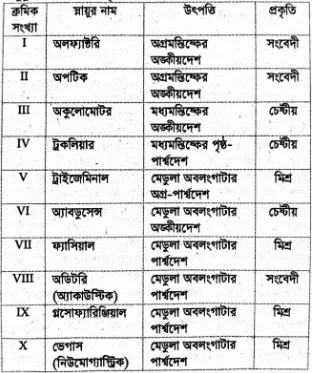 ক্রমিক সংখ্যা | স্নায়ুর নাম | উৎপত্তি | প্রকৃতি
I | অলফ্যাক্টরি | অগ্রমস্তিষ্কের অঙ্কীয়দেশ | সংবেদী
II | অপটিক | অগ্রমস্তিষ্কের অঙ্কীয়দেশ | সংবেদী
III | অকুলোমোটর | মধ্যমস্তিষ্কের অঙ্কীয়দেশ | চেষ্টীয়
IV | ট্রকলিয়ার | মধ্যমস্তিষ্কের পৃষ্ঠ-পার্শ্বদেশ | চেষ্টীয়
V | ট্রাইজেমিনাল | মেডুলা অবলংগাটার অগ্র-পার্শ্বদেশ | মিশ্র
VI | অ্যাবডুসেন্স | মেডুলা অবলংগাটার অঙ্কীয়দেশ | চেষ্টীয়
VII | ফ্যাসিয়াল | মেডুলা অবলংগাটার পার্শ্বদেশ | মিশ্র
VIII | অডিটরি (অ্যাকাউস্টিক) | মেডুলা অবলংগাটার পার্শ্বদেশ | সংবেদী
IX | গ্লসোফ্যারিঞ্জিয়াল | মেডুলা অবলংগাটার পার্শ্বদেশ | মিশ্র
X | ভেগাস (নিউমোগ্যাস্ট্রিক) | মেডুলা অবলংগাটার পার্শ্বদেশ | মিশ্র